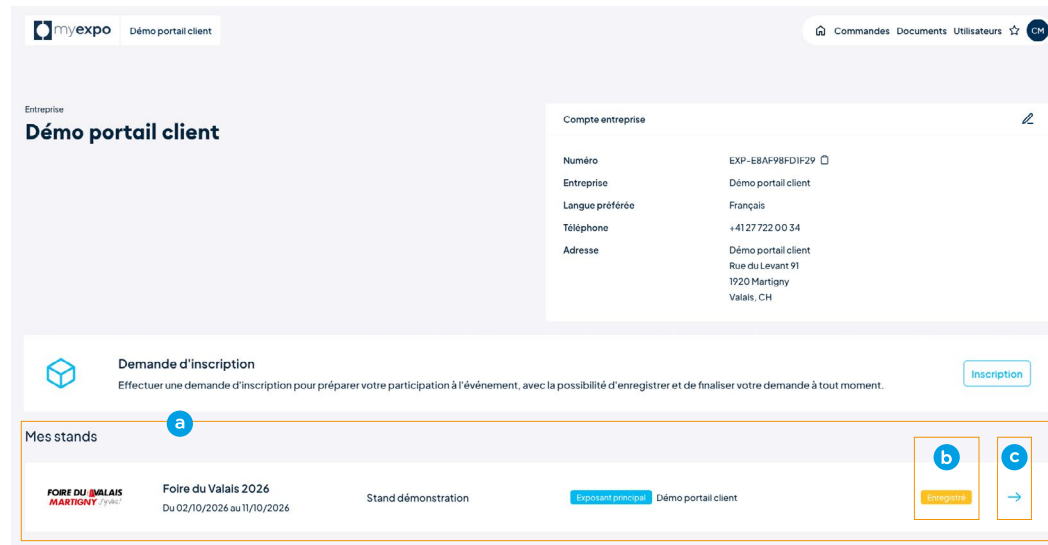 myexpo
Démo portail client
Commandes Documents Utilisateurs CM
Entreprise
Démo portail client
Compte entreprise
Numéro EXP-E8AF98FD1F29
Entreprise Démo portail client
Langue préférée Français
Téléphone +41 27 722 00 34
Adresse Démo portail client
Rue du Levant 91
1920 Martigny
Valais, CH
Demande d'inscription
Effectuer une demande d'inscription pour préparer votre participation à l'événement, avec la possibilité d'enregistrer et de finaliser votre demande à tout moment.
Inscription
a
Mes stands
b
c
FOIRE DU VALAIS
MARTIGNY J'y vais!
Foire du Valais 2026
Du 02/10/2026 au 11/10/2026
Stand démonstration
Exposant principal Démo portail client
Enregistré